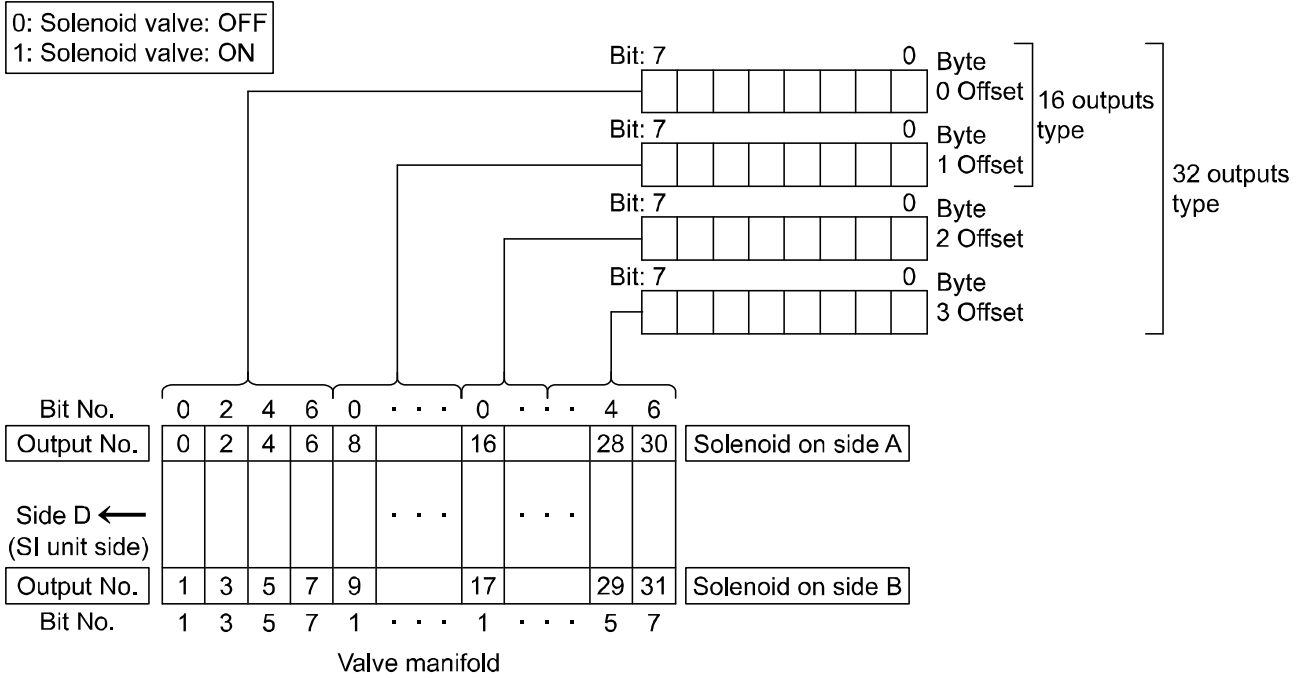 0: Solenoid valve: OFF
1: Solenoid valve: ON
Bit: 7 0 Byte
0 Offset
Bit: 7 0 Byte
1 Offset
16 outputs
type
Bit: 7 0 Byte
2 Offset
32 outputs
type
Bit: 7 0 Byte
3 Offset
Bit No. 0 2 4 6 0 · · · 0 · · · 4 6
Output No. 0 2 4 6 8 16 28 30 Solenoid on side A
Side D ← · · · · · ·
(SI unit side)
Output No. 1 3 5 7 9 17 29 31 Solenoid on side B
Bit No. 1 3 5 7 1 · · · 1 · · · 5 7
Valve manifold